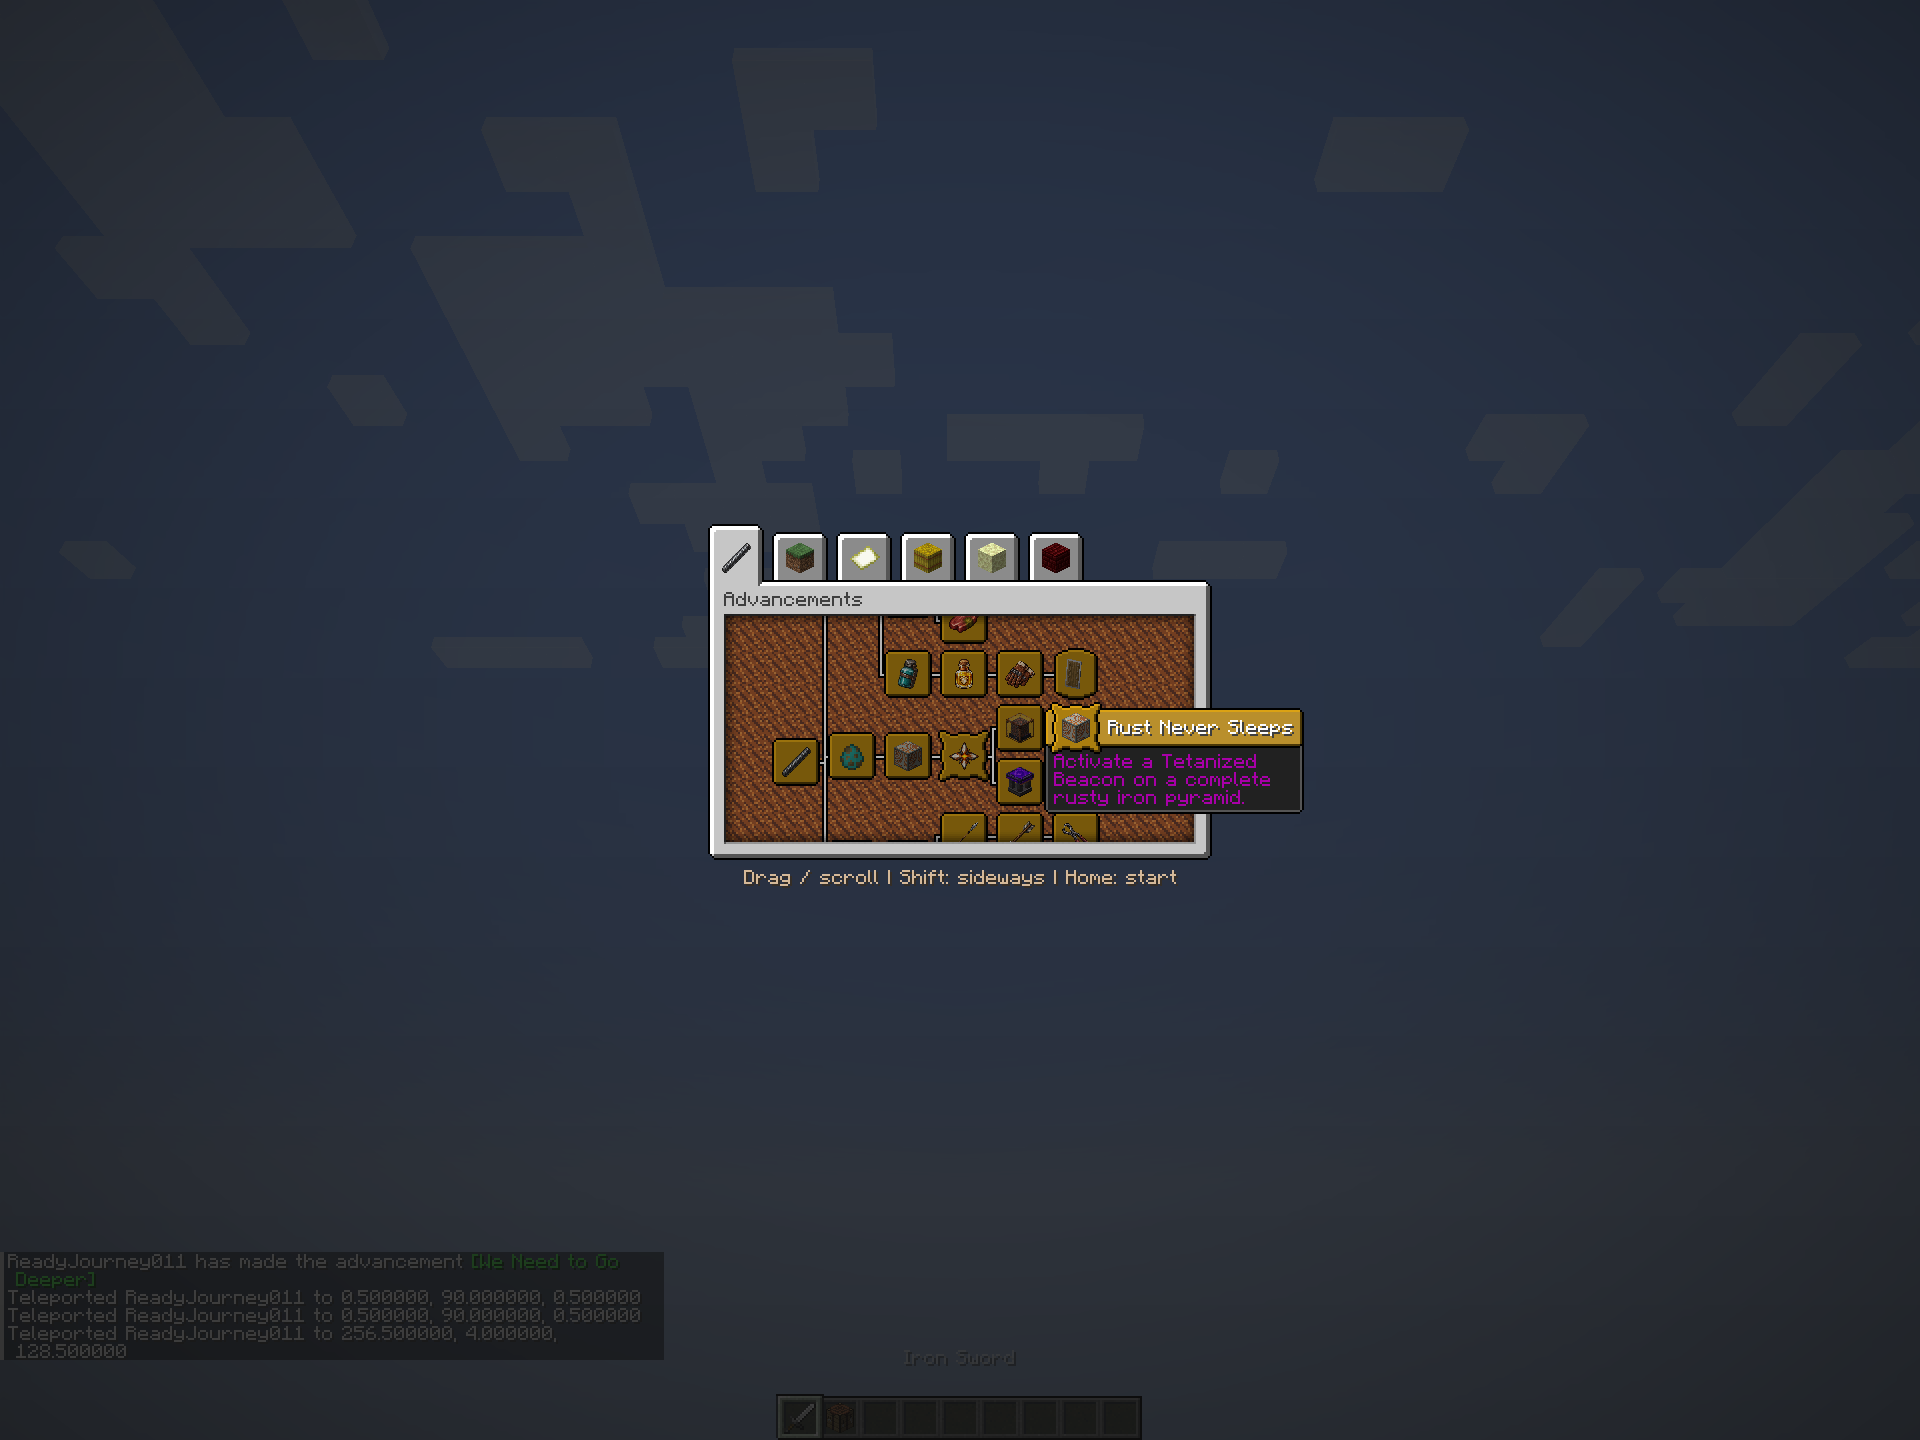 Advancements
Rust Never Sleeps
Activate a Tetanized
Beacon on a complete
rusty iron pyramid.
Drag / scroll | Shift: sideways | Home: start
ReadyJourney011 has made the advancement [We Need to Go
Deeper]
Teleported ReadyJourney011 to 0.500000, 90.000000, 0.500000
Teleported ReadyJourney011 to 0.500000, 90.000000, 0.500000
Teleported ReadyJourney011 to 256.500000, 4.000000,
128.500000
Iron Sword